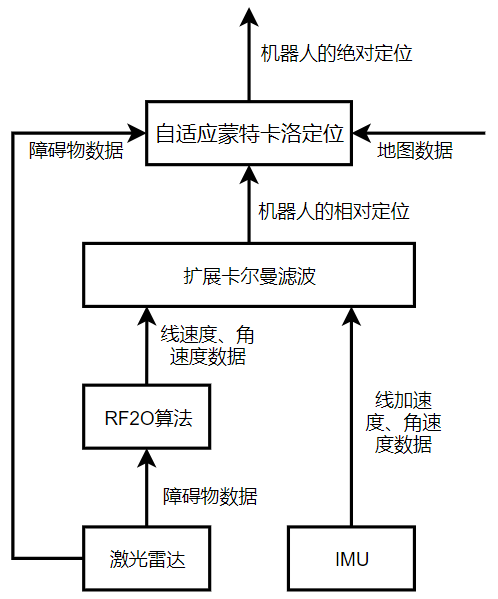 机器人的绝对定位
自适应蒙特卡洛定位
障碍物数据
地图数据
机器人的相对定位
扩展卡尔曼滤波
线速度、角
速度数据
线加速
度、角速
度数据
RF2O算法
障碍物数据
激光雷达
IMU